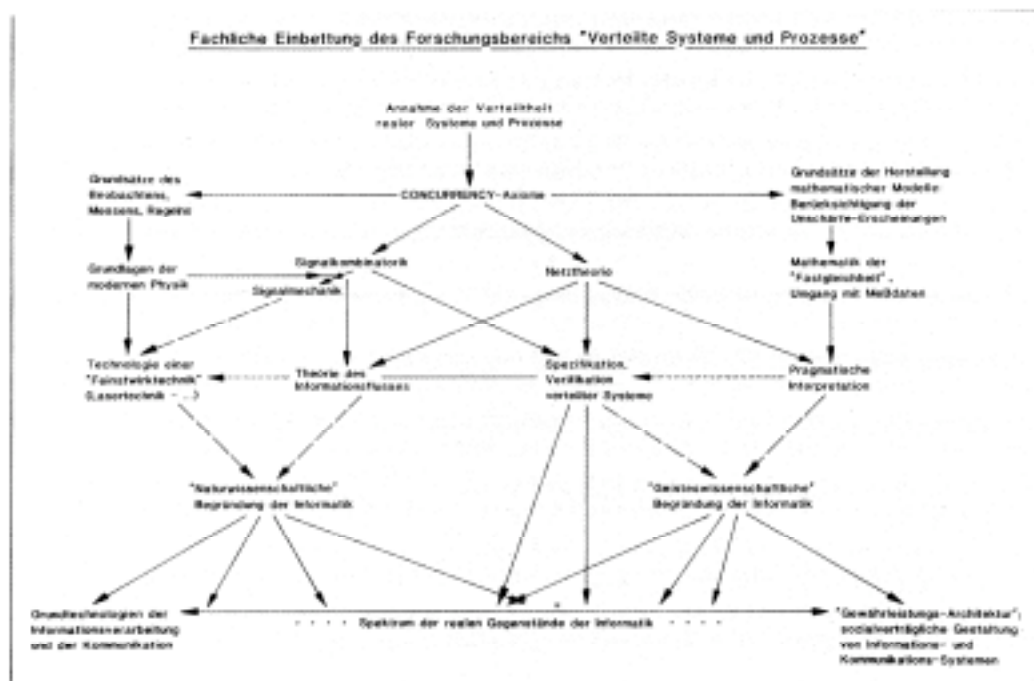 Fachliche Einbettung des Forschungsbereichs "Verteilte Systeme und Prozesse"
Annahme der Verteiltheit
realer Systeme und Prozesse
Grundsätze des
Beobachtens,
Messens, Regelns
CONCURRENCY-Axiome
Grundsätze der Herstellung
mathematischer Modelle:
Berücksichtigung der
Unschärfe-Erscheinungen
Grundlagen der
modernen Physik
Signalkombinatorik
Signalmechanik
Netztheorie
Mathematik der
"Fastgleichheit",
Umgang mit Meßdaten
Technologie einer
"Feinstwirktechnik"
(Lasertechnik - ...)
Theorie des
Informationsflusses
Spezifikation,
Verifikation
verteilter Systeme
Pragmatische
Interpretation
"Naturwissenschaftliche"
Begründung der Informatik
"Geisteswissenschaftliche"
Begründung der Informatik
Grundtechnologien der
Informationsverarbeitung
und der Kommunikation
Spektrum der realen Gegenstände der Informatik
"Gewährleistungs-Architektur";
sozialverträgliche Gestaltung
von Informations- und
Kommunikations-Systemen